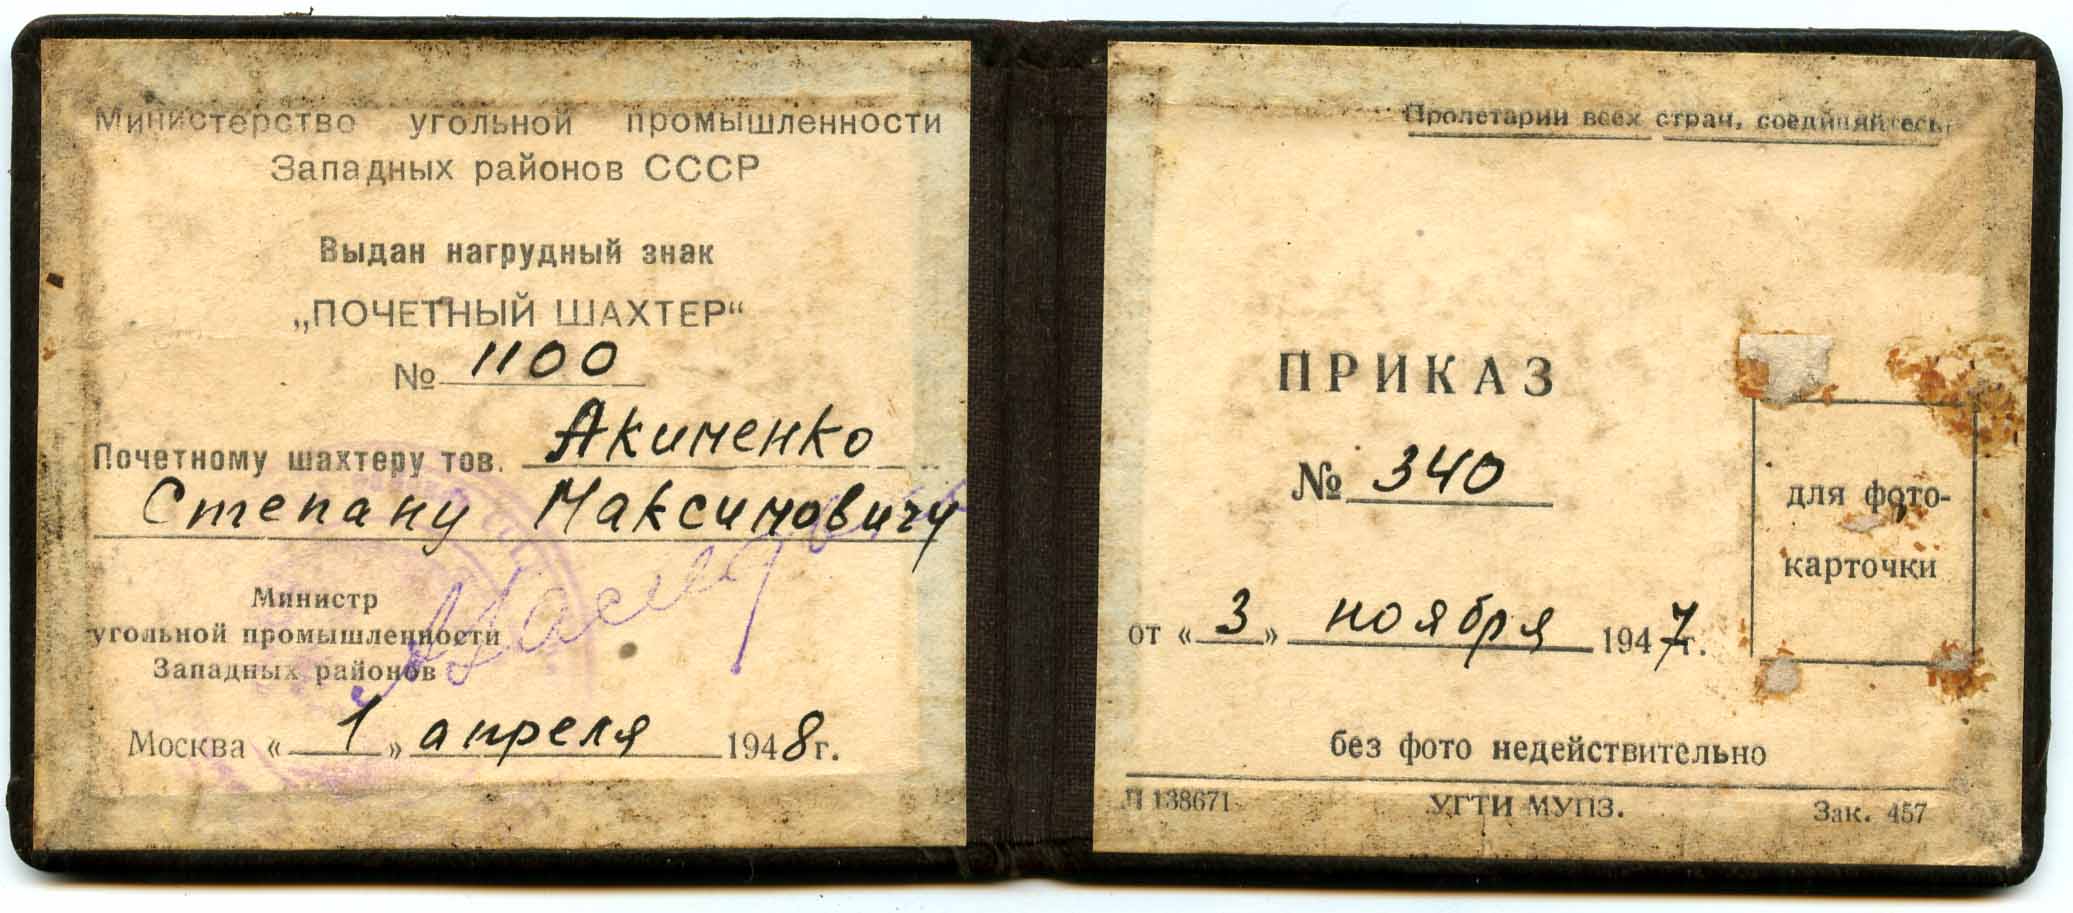 Министерство угольной промышленности
Западных районов СССР
Выдан нагрудный знак
„ПОЧЕТНЫЙ ШАХТЕР“
№ 1100
Почетному шахтеру тов. Акименко
Степану Максимовичу
Министр
угольной промышленности
Западных районов
Москва « 1 » апреля 1948 г.
Пролетарии всех стран, соединяйтесь!
ПРИКАЗ
№ 340
для фото-
карточки
от « 3 » ноября 1947 г.
без фото недействительно
Л 138671 УГТИ МУПЗ. Зак. 457